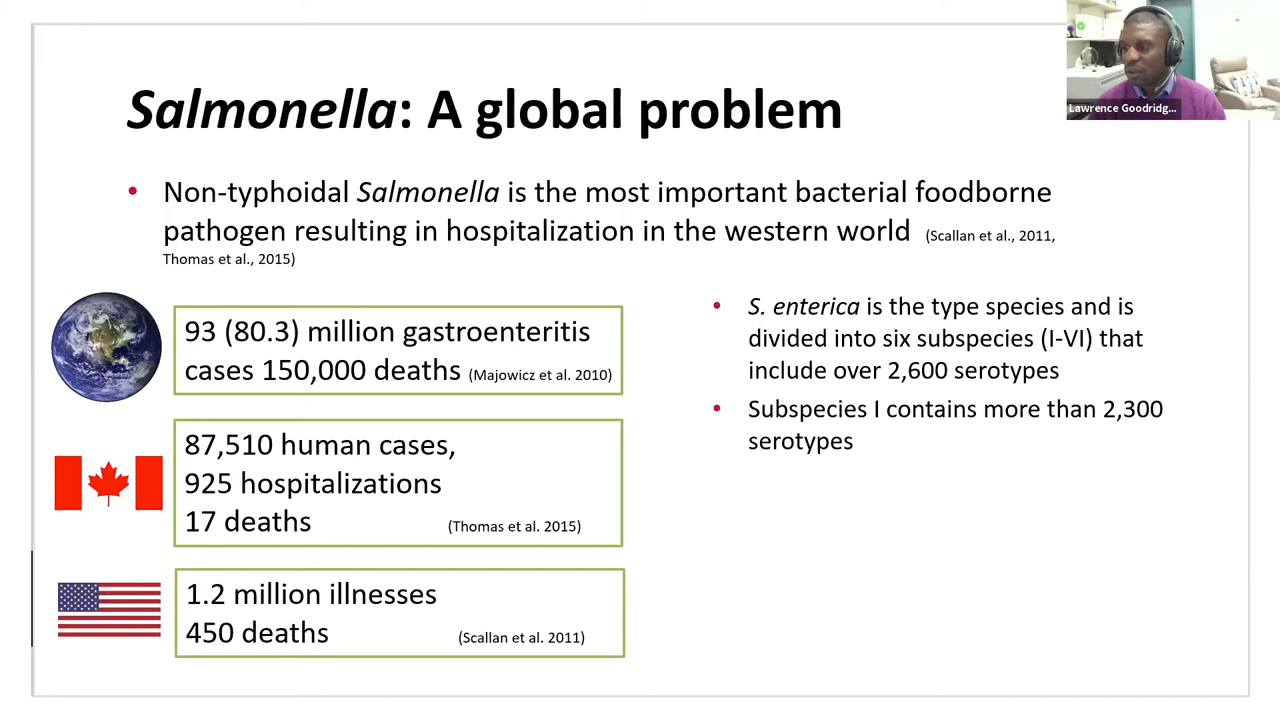 Salmonella: A global problem
Lawrence Goodridg...
• Non-typhoidal Salmonella is the most important bacterial foodborne
pathogen resulting in hospitalization in the western world (Scallan et al., 2011,
Thomas et al., 2015)
93 (80.3) million gastroenteritis
cases 150,000 deaths (Majowicz et al. 2010)
87,510 human cases,
925 hospitalizations
17 deaths (Thomas et al. 2015)
1.2 million illnesses
450 deaths (Scallan et al. 2011)
• S. enterica is the type species and is
divided into six subspecies (I-VI) that
include over 2,600 serotypes
• Subspecies I contains more than 2,300
serotypes